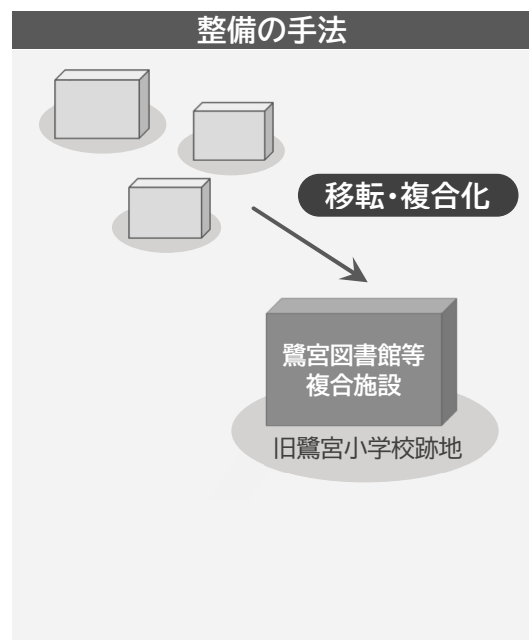 整備の手法
移転・複合化
鷺宮図書館等
複合施設
旧鷺宮小学校跡地